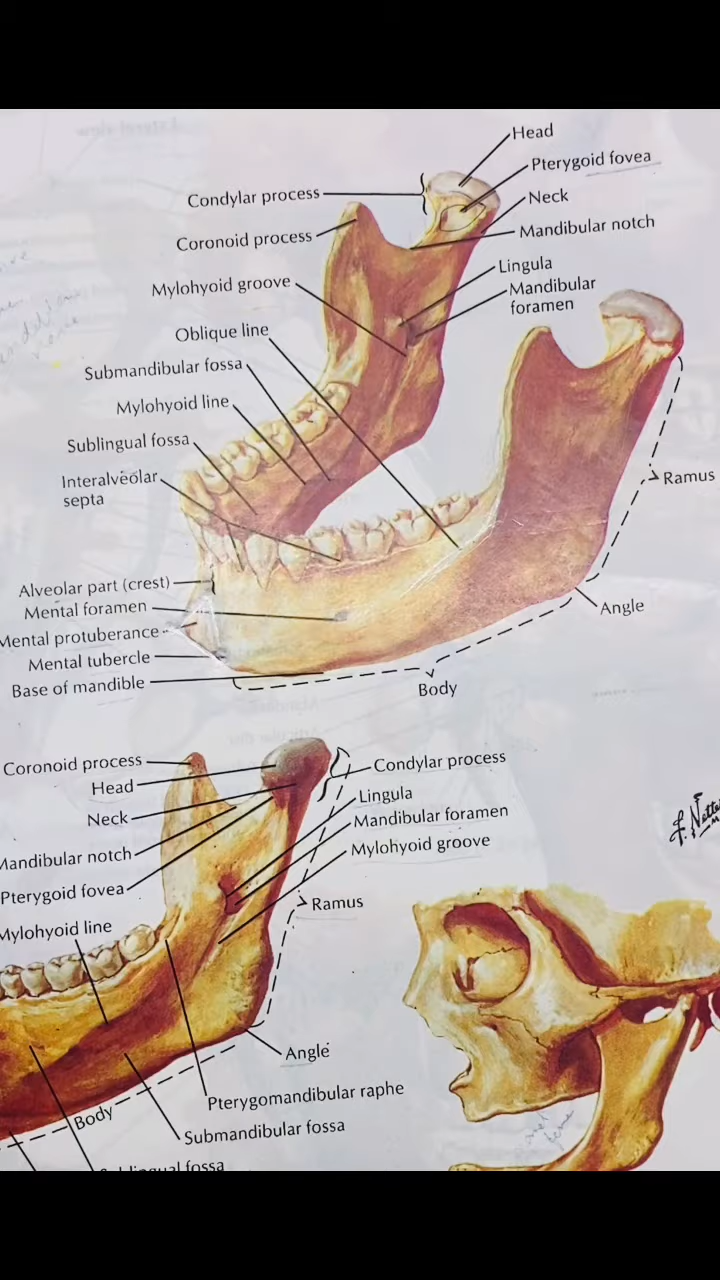 Head
Pterygoid fovea
Condylar process
Neck
Coronoid process
Mandibular notch
Mylohyoid groove
Lingula
Mandibular
foramen
Oblique line
Submandibular fossa
Mylohyoid line
Sublingual fossa
Interalveolar
septa
Ramus
Alveolar part (crest)
Mental foramen
Angle
Mental protuberance
Mental tubercle
Base of mandible
Body
Coronoid process
Condylar process
Head
Lingula
Neck
Mandibular foramen
Mandibular notch
Mylohyoid groove
Pterygoid fovea
Ramus
Mylohyoid line
Angle
Pterygomandibular raphe
Body
Submandibular fossa
fossa